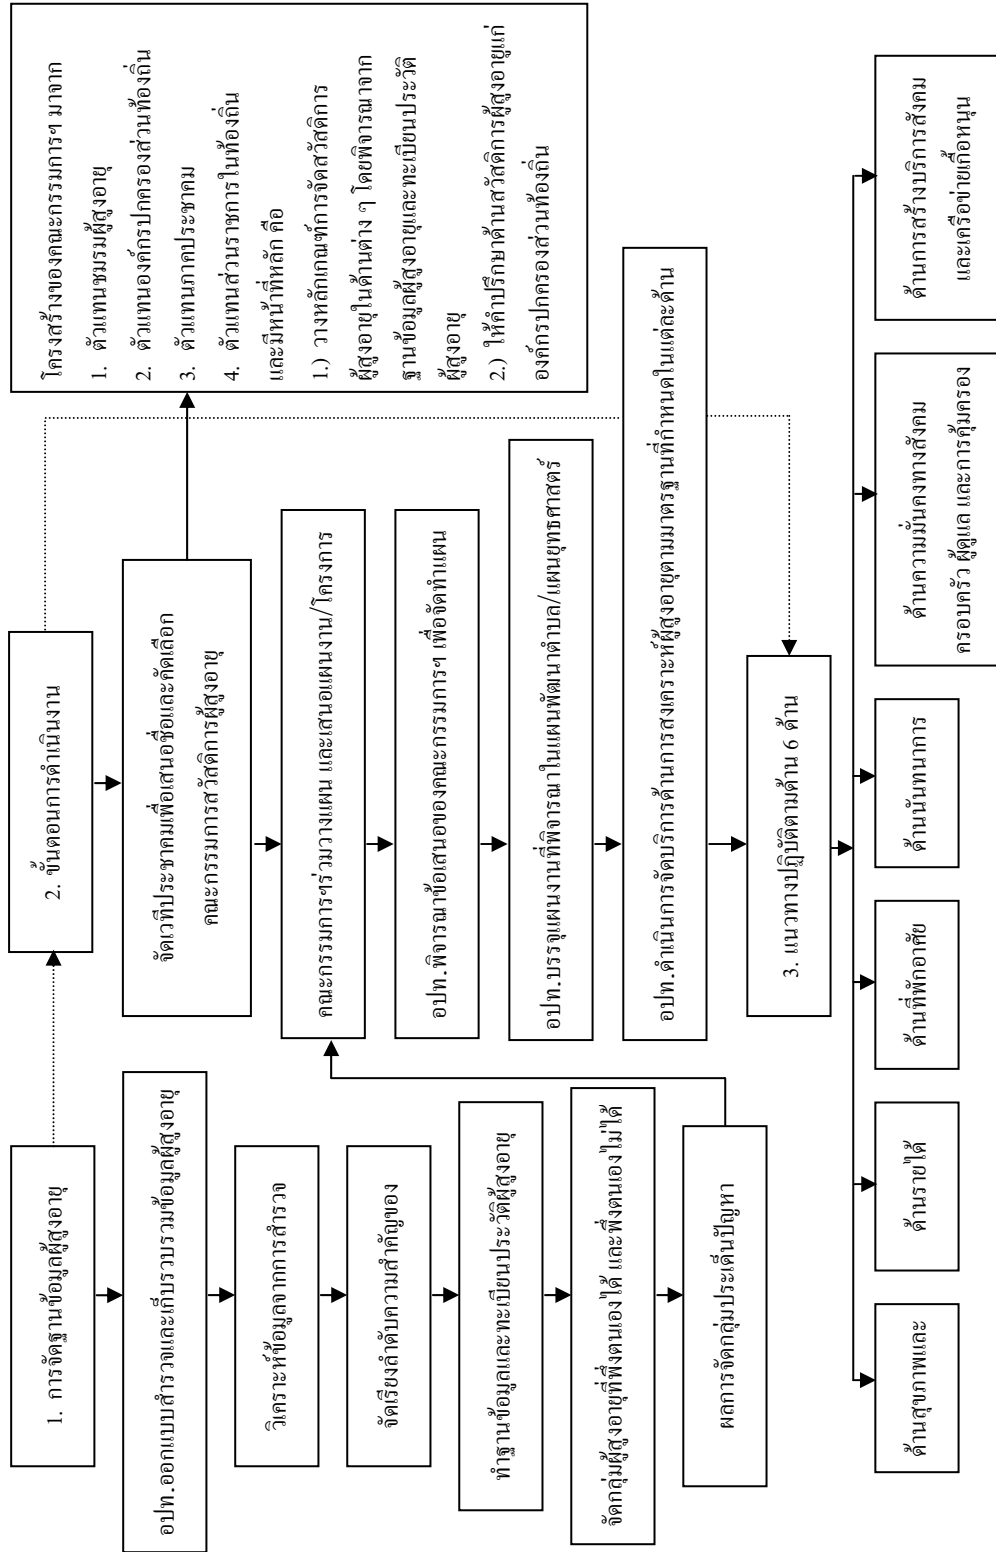 1. การจัดฐานข้อมูลผู้สูงอายุ
อปท.ออกแบบสำรวจและเก็บรวบรวมข้อมูลผู้สูงอายุ
วิเคราะห์ข้อมูลจากการสำรวจ
จัดเรียงลำดับความสำคัญของ
ทำฐานข้อมูลและทะเบียนประวัติผู้สูงอายุ
จัดกลุ่มผู้สูงอายุที่พึ่งตนเองได้ และพึ่งตนเองไม่ได้
ผลการจัดกลุ่มประเด็นปัญหา
2. ขั้นตอนการดำเนินงาน
จัดเวทีประชาคมเพื่อเสนอชื่อและคัดเลือก
คณะกรรมการสวัสดิการผู้สูงอายุ
คณะกรรมการฯร่วมวางแผน และเสนอแผนงาน/โครงการ
อปท.พิจารณาข้อเสนอของคณะกรรมการฯ เพื่อจัดทำแผน
อปท.บรรจุแผนงานที่พิจารณาในแผนพัฒนาตำบล/แผนยุทธศาสตร์
อปท.ดำเนินการจัดบริการด้านการสงเคราะห์ผู้สูงอายุตามมาตรฐานที่กำหนดในแต่ละด้าน
โครงสร้างของคณะกรรมการฯ มาจาก
1. ตัวแทนชมรมผู้สูงอายุ
2. ตัวแทนองค์กรปกครองส่วนท้องถิ่น
3. ตัวแทนภาคประชาคม
4. ตัวแทนส่วนราชการในท้องถิ่น
และมีหน้าที่หลัก คือ
1.) วางหลักเกณฑ์การจัดสวัสดิการ
ผู้สูงอายุในด้านต่าง ๆ โดยพิจารณาจาก
ฐานข้อมูลผู้สูงอายุและทะเบียนประวัติ
ผู้สูงอายุ
2.) ให้คำปรึกษาด้านสวัสดิการผู้สูงอายุแก่
องค์กรปกครองส่วนท้องถิ่น
3. แนวทางปฏิบัติตามด้าน 6 ด้าน
ด้านสุขภาพและ
ด้านรายได้
ด้านที่พักอาศัย
ด้านนันทนาการ
ด้านความมั่นคงทางสังคม
ครอบครัว ผู้ดูแล และการคุ้มครอง
ด้านการสร้างบริการสังคม
และเครือข่ายเกื้อหนุน